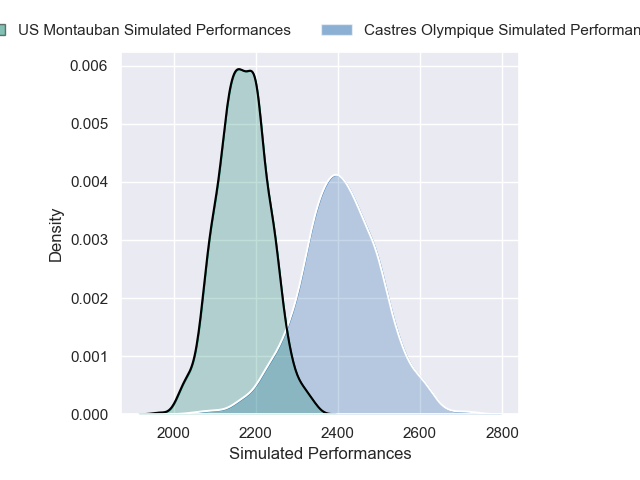 US Montauban Simulated Performances
Castres Olympique Simulated Performan
0.006
0.005
0.004
0.003
0.002
0.001
0.000
Density
2000 2200 2400 2600 2800
Simulated Performances